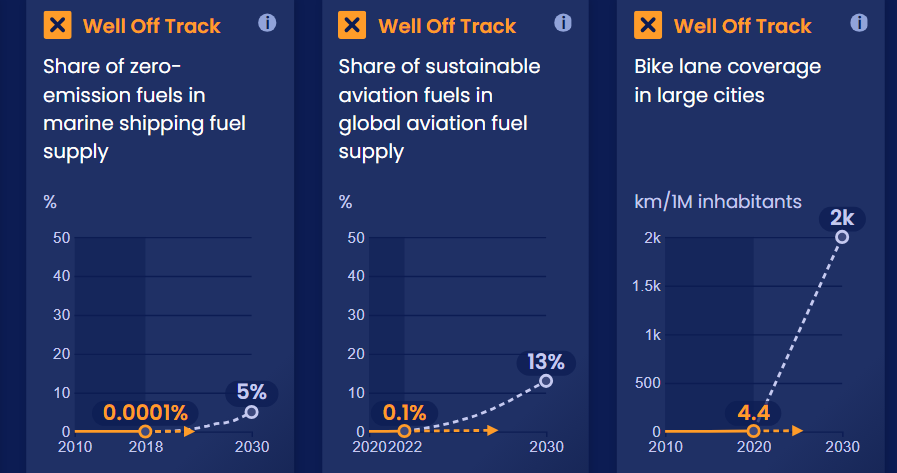 Well Off Track
i
Share of zero-
emission fuels in
marine shipping fuel
supply
%
50
40
30
20
10
0
5%
0.0001%
2010
2018
2030
Well Off Track
i
Share of sustainable
aviation fuels in
global aviation fuel
supply
%
50
40
30
20
10
0
13%
0.1%
2020
2022
2030
Well Off Track
i
Bike lane coverage
in large cities
km/1M inhabitants
2k
2k
1.5k
1k
500
0
4.4
2010
2020
2030